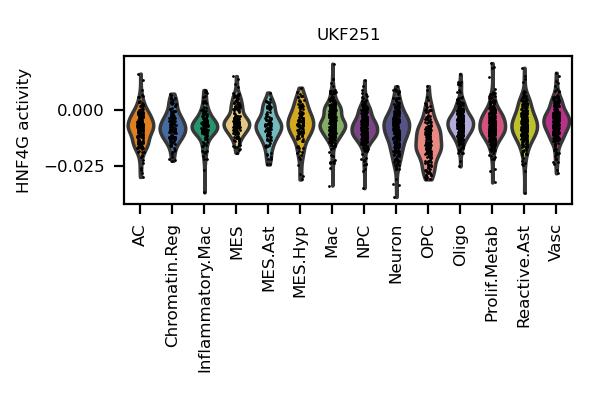 UKF251
HNF4G activity
0.000
−0.025
AC
Chromatin.Reg
Inflammatory.Mac
MES
MES.Ast
MES.Hyp
Mac
NPC
Neuron
OPC
Oligo
Prolif.Metab
Reactive.Ast
Vasc